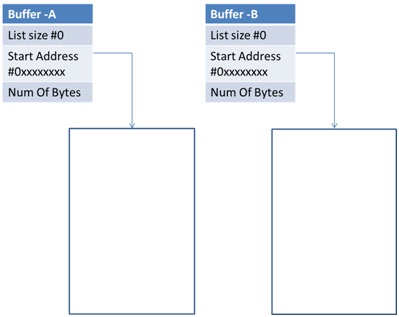 Buffer -A
List size #0
Start Address
#0xxxxxxxx
Num Of Bytes
Buffer -B
List size #0
Start Address
#0xxxxxxxx
Num Of Bytes